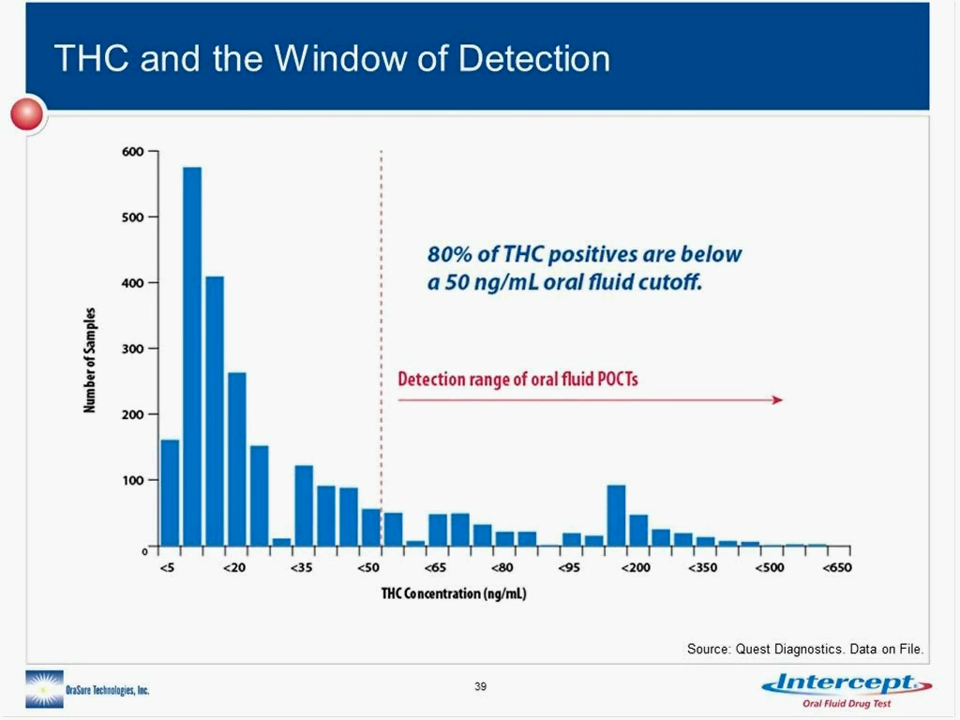 THC and the Window of Detection
600
500
400
300
200
100
0
Number of Samples
80% of THC positives are below
a 50 ng/mL oral fluid cutoff.
Detection range of oral fluid POCTs
<5 <20 <35 <50 <65 <80 <95 <200 <350 <500 <650
THC Concentration (ng/mL)
Source: Quest Diagnostics. Data on File.
OraSure Technologies, Inc.
39
Intercept
Oral Fluid Drug Test